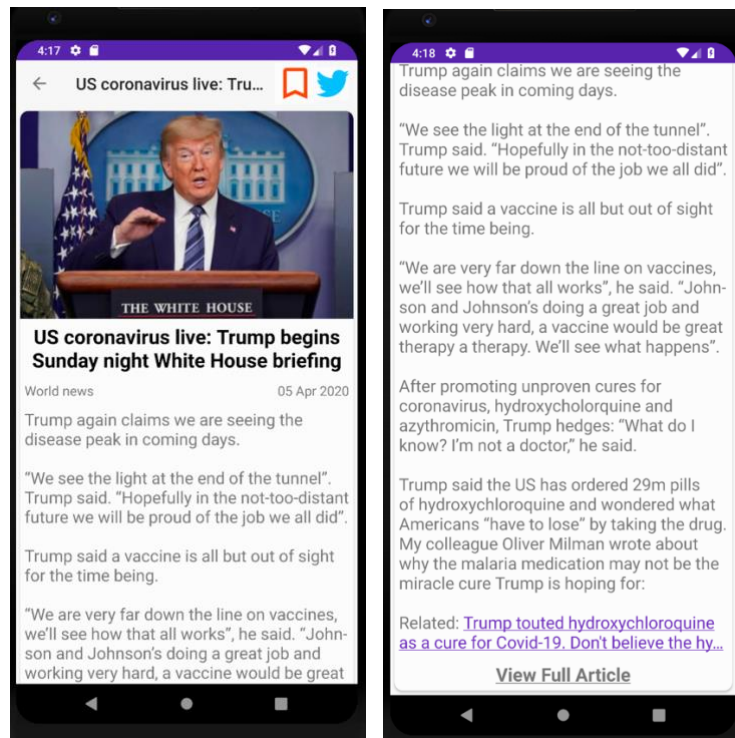 4:17
US coronavirus live: Tru...
THE WHITE HOUSE
US coronavirus live: Trump begins
Sunday night White House briefing
World news
05 Apr 2020
Trump again claims we are seeing the
disease peak in coming days.
“We see the light at the end of the tunnel”.
Trump said. “Hopefully in the not-too-distant
future we will be proud of the job we all did”.
Trump said a vaccine is all but out of sight
for the time being.
“We are very far down the line on vaccines,
we’ll see how that all works”, he said. “John-
son and Johnson’s doing a great job and
working very hard, a vaccine would be great
4:18
Trump again claims we are seeing the
disease peak in coming days.
“We see the light at the end of the tunnel”.
Trump said. “Hopefully in the not-too-distant
future we will be proud of the job we all did”.
Trump said a vaccine is all but out of sight
for the time being.
“We are very far down the line on vaccines,
we’ll see how that all works”, he said. “John-
son and Johnson’s doing a great job and
working very hard, a vaccine would be great
therapy a therapy. We’ll see what happens”.
After promoting unproven cures for
coronavirus, hydroxycholorquine and
azythromicin, Trump hedges: “What do I
know? I’m not a doctor,” he said.
Trump said the US has ordered 29m pills
of hydroxychloroquine and wondered what
Americans “have to lose” by taking the drug.
My colleague Oliver Milman wrote about
why the malaria medication may not be the
miracle cure Trump is hoping for:
Related: Trump touted hydroxychloroquine
as a cure for Covid-19. Don't believe the hy...
View Full Article